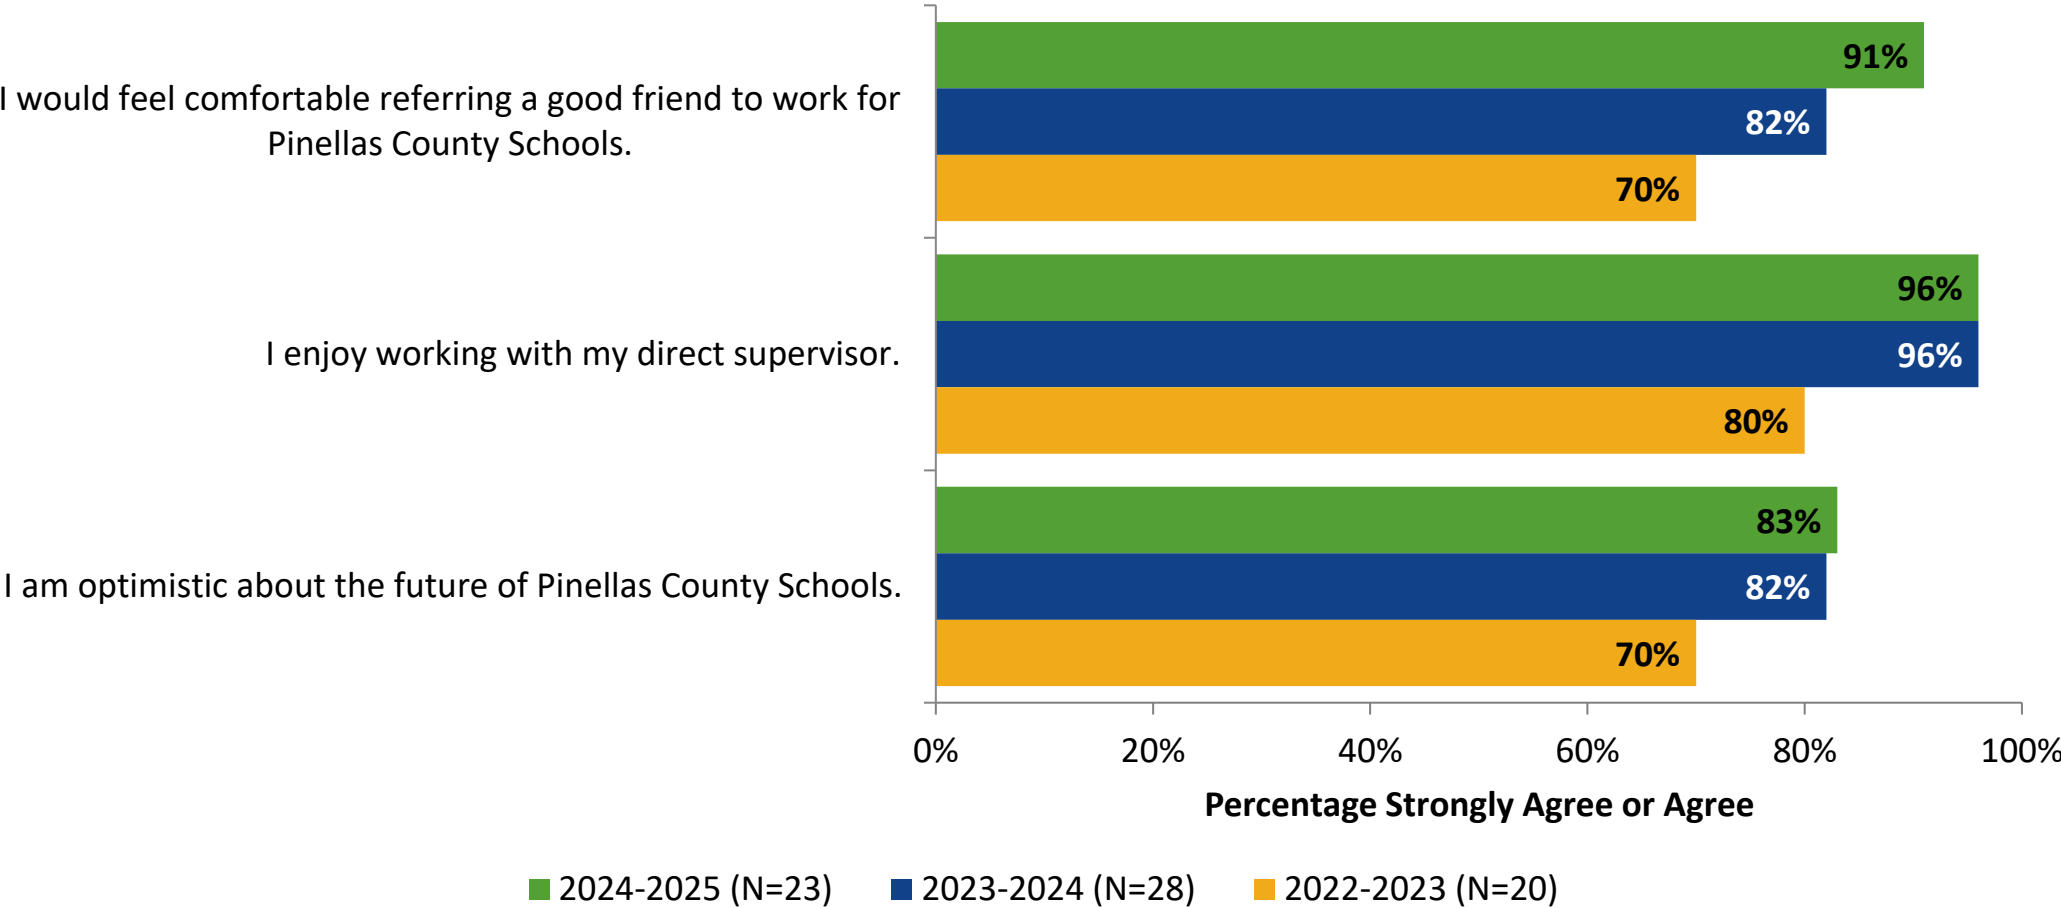 91%
I would feel comfortable referring a good friend to work for
Pinellas County Schools.
82%
70%
96%
I enjoy working with my direct supervisor.
96%
80%
83%
I am optimistic about the future of Pinellas County Schools.
82%
70%
0% 20% 40% 60% 80% 100%
Percentage Strongly Agree or Agree
2024-2025 (N=23) 2023-2024 (N=28) 2022-2023 (N=20)